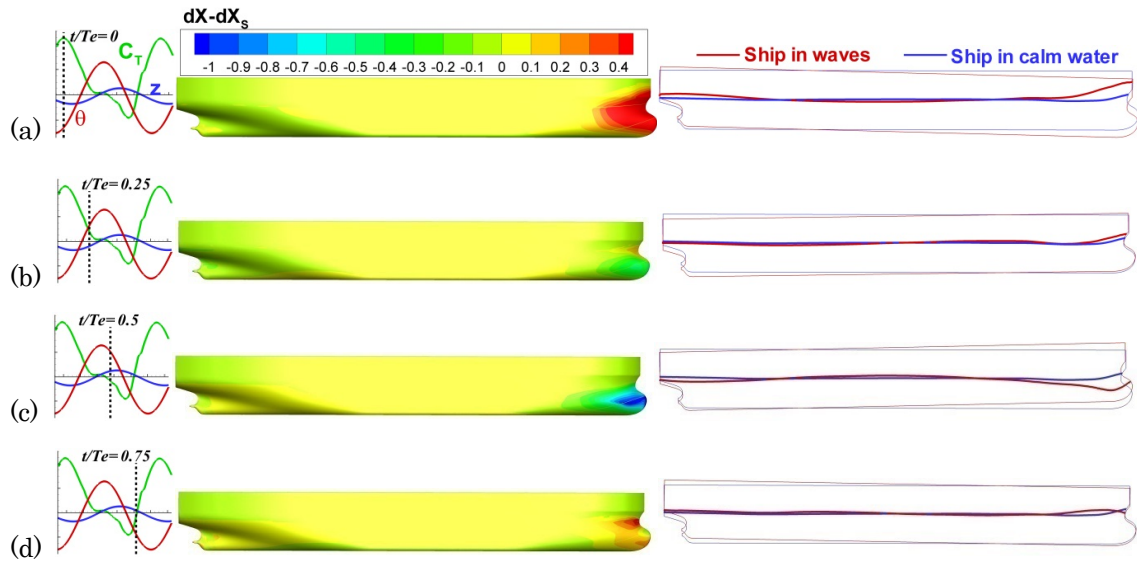 t/Te=0
C_T
z
θ
dX-dX_S
-1 -0.9 -0.8 -0.7 -0.6 -0.5 -0.4 -0.3 -0.2 -0.1 0 0.1 0.2 0.3 0.4
Ship in waves
Ship in calm water
(a)
t/Te=0.25
(b)
t/Te=0.5
(c)
t/Te=0.75
(d)